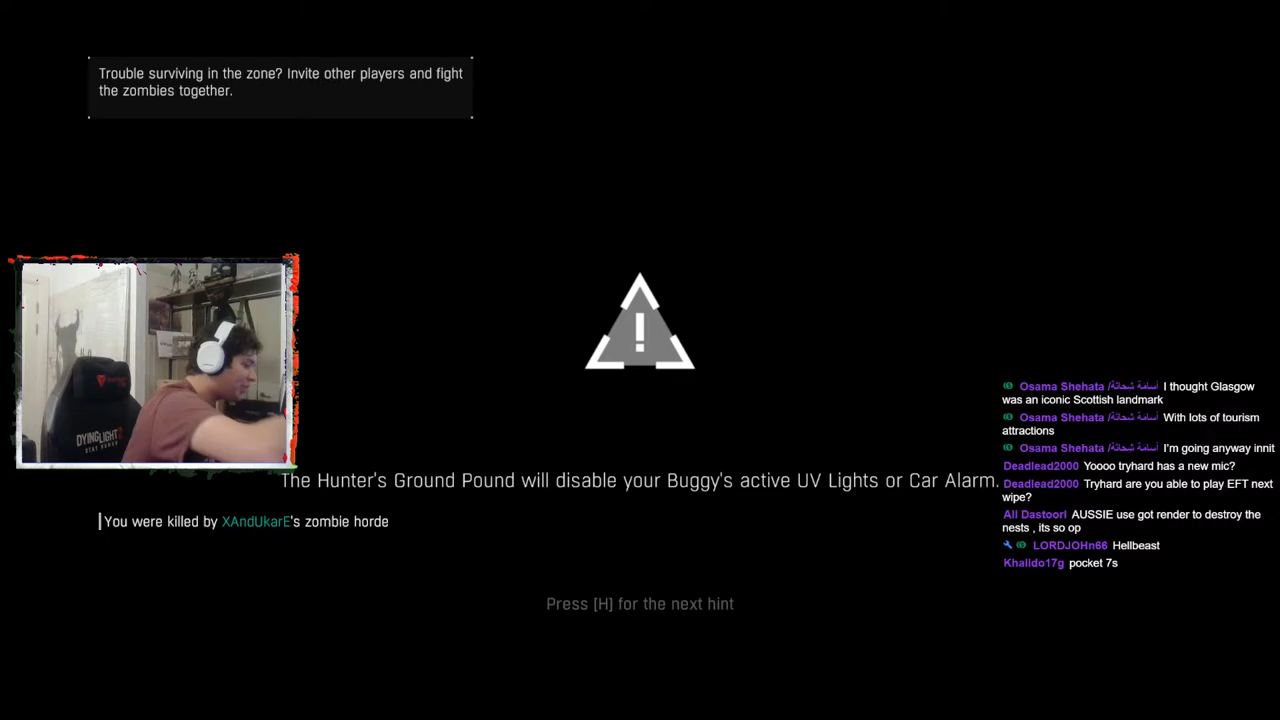 Trouble surviving in the zone? Invite other players and fight
the zombies together.
DYINGLIGHT2
STAY HUMAN
The Hunter's Ground Pound will disable your Buggy's active UV Lights or Car Alarm.
You were killed by XAndUkarE's zombie horde
Press [H] for the next hint
Osama Shehata /أسامة شحاتة I thought Glasgow
was an iconic Scottish landmark
Osama Shehata /أسامة شحاتة With lots of tourism
attractions
Osama Shehata /أسامة شحاتة I'm going anyway innit
Deadlead2000 Yoooo tryhard has a new mic?
Deadlead2000 Tryhard are you able to play EFT next
wipe?
Ali Dastoori AUSSIE use got render to destroy the
nests , its so op
LORDJOHn66 Hellbeast
Khalido17g pocket 7s